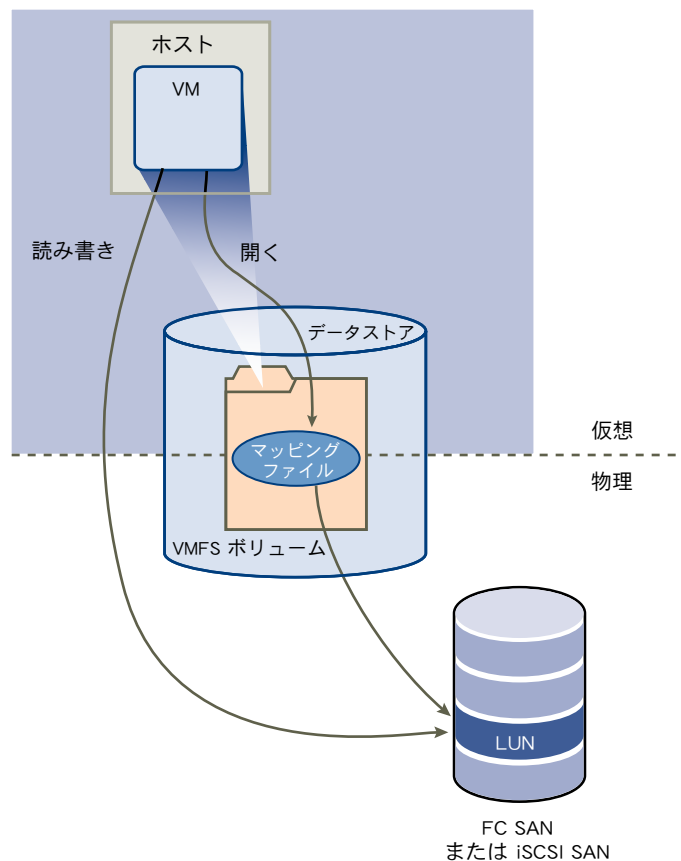 ホスト
VM
読み書き
開く
データストア
マッピング
ファイル
仮想
物理
VMFS ボリューム
LUN
FC SAN
または iSCSI SAN